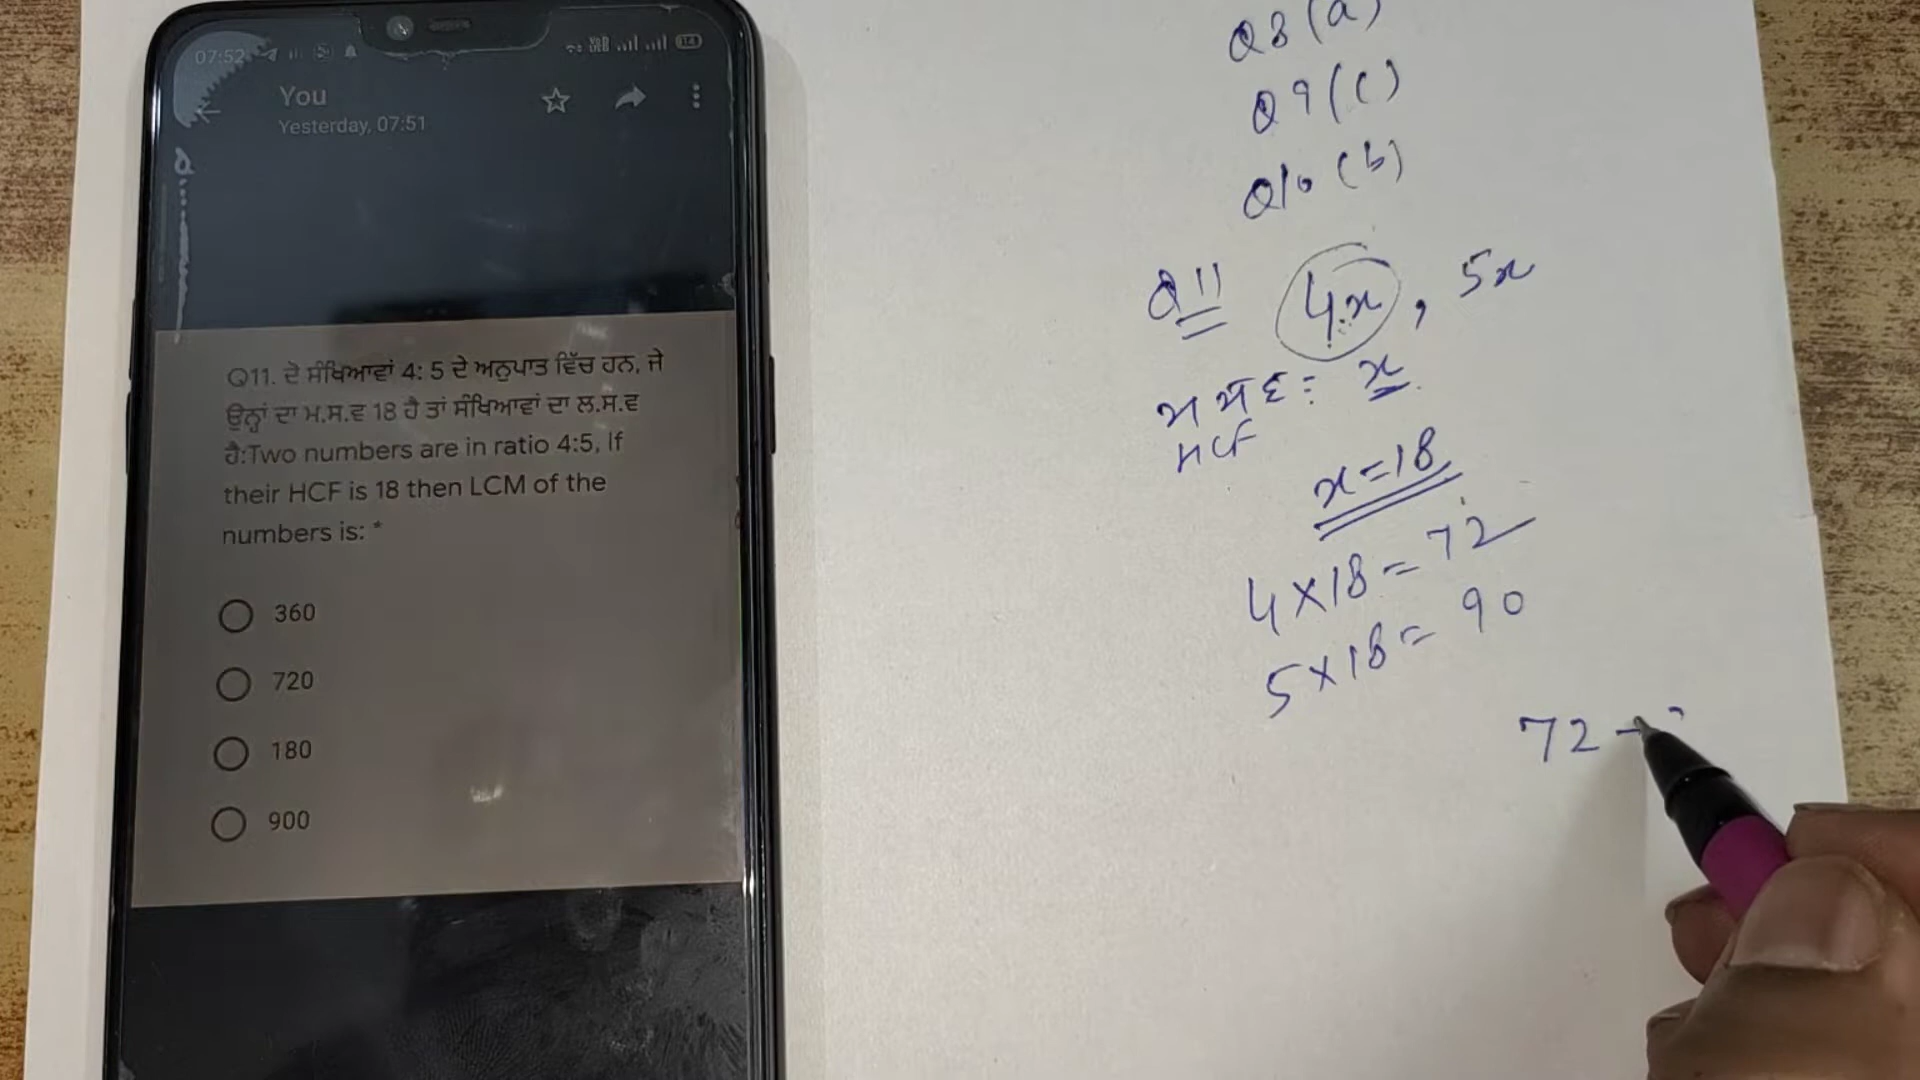 07:52
You
Yesterday, 07:51
Q11. ਦੋ ਸੰਖਿਆਵਾਂ 4: 5 ਦੇ ਅਨੁਪਾਤ ਵਿੱਚ ਹਨ, ਜੇ
ਉਨ੍ਹਾਂ ਦਾ ਮ.ਸ.ਵ 18 ਹੈ ਤਾਂ ਸੰਖਿਆਵਾਂ ਦਾ ਲ.ਸ.ਵ
ਹੈ:Two numbers are in ratio 4:5, If
their HCF is 18 then LCM of the
numbers is: *
360
720
180
900
Q8 (a)
Q9 (c)
Q10 (b)
Q11 4x, 5x
ਮ ਸ ਵ = x
HCF
x=18
4×18=72
5×18= 90
72